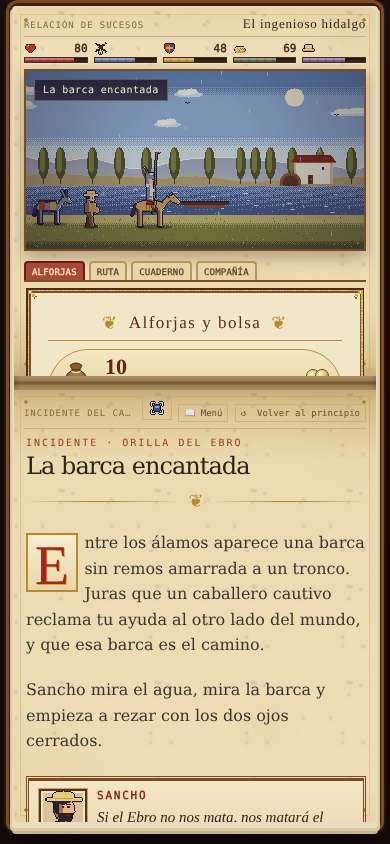 RELACIÓN DE SUCESOS
El ingenioso hidalgo
80
48
69
La barca encantada
ALFORJAS
RUTA
CUADERNO
COMPAÑÍA
Alforjas y bolsa
10
INCIDENTE DEL CA…
Menú
Volver al principio
INCIDENTE · ORILLA DEL EBRO
La barca encantada
Entre los álamos aparece una barca
sin remos amarrada a un tronco.
Juras que un caballero cautivo
reclama tu ayuda al otro lado del mundo,
y que esa barca es el camino.
Sancho mira el agua, mira la barca y
empieza a rezar con los dos ojos
cerrados.
SANCHO
Si el Ebro no nos mata, nos matará el